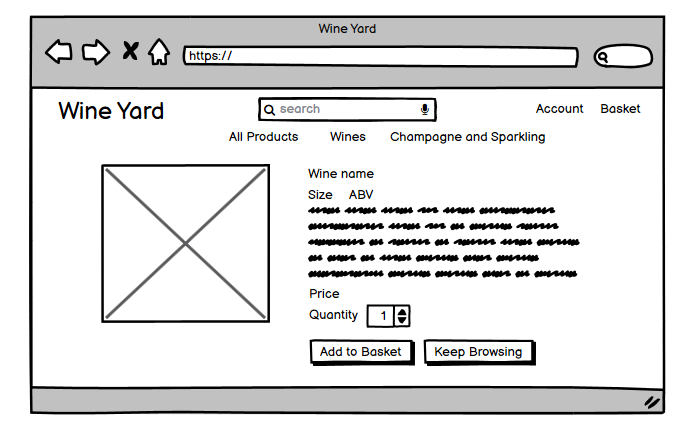 Wine Yard
https://
Wine Yard
search
Account Basket
All Products Wines Champagne and Sparkling
Wine name
Size ABV
Price
Quantity 1
Add to Basket Keep Browsing